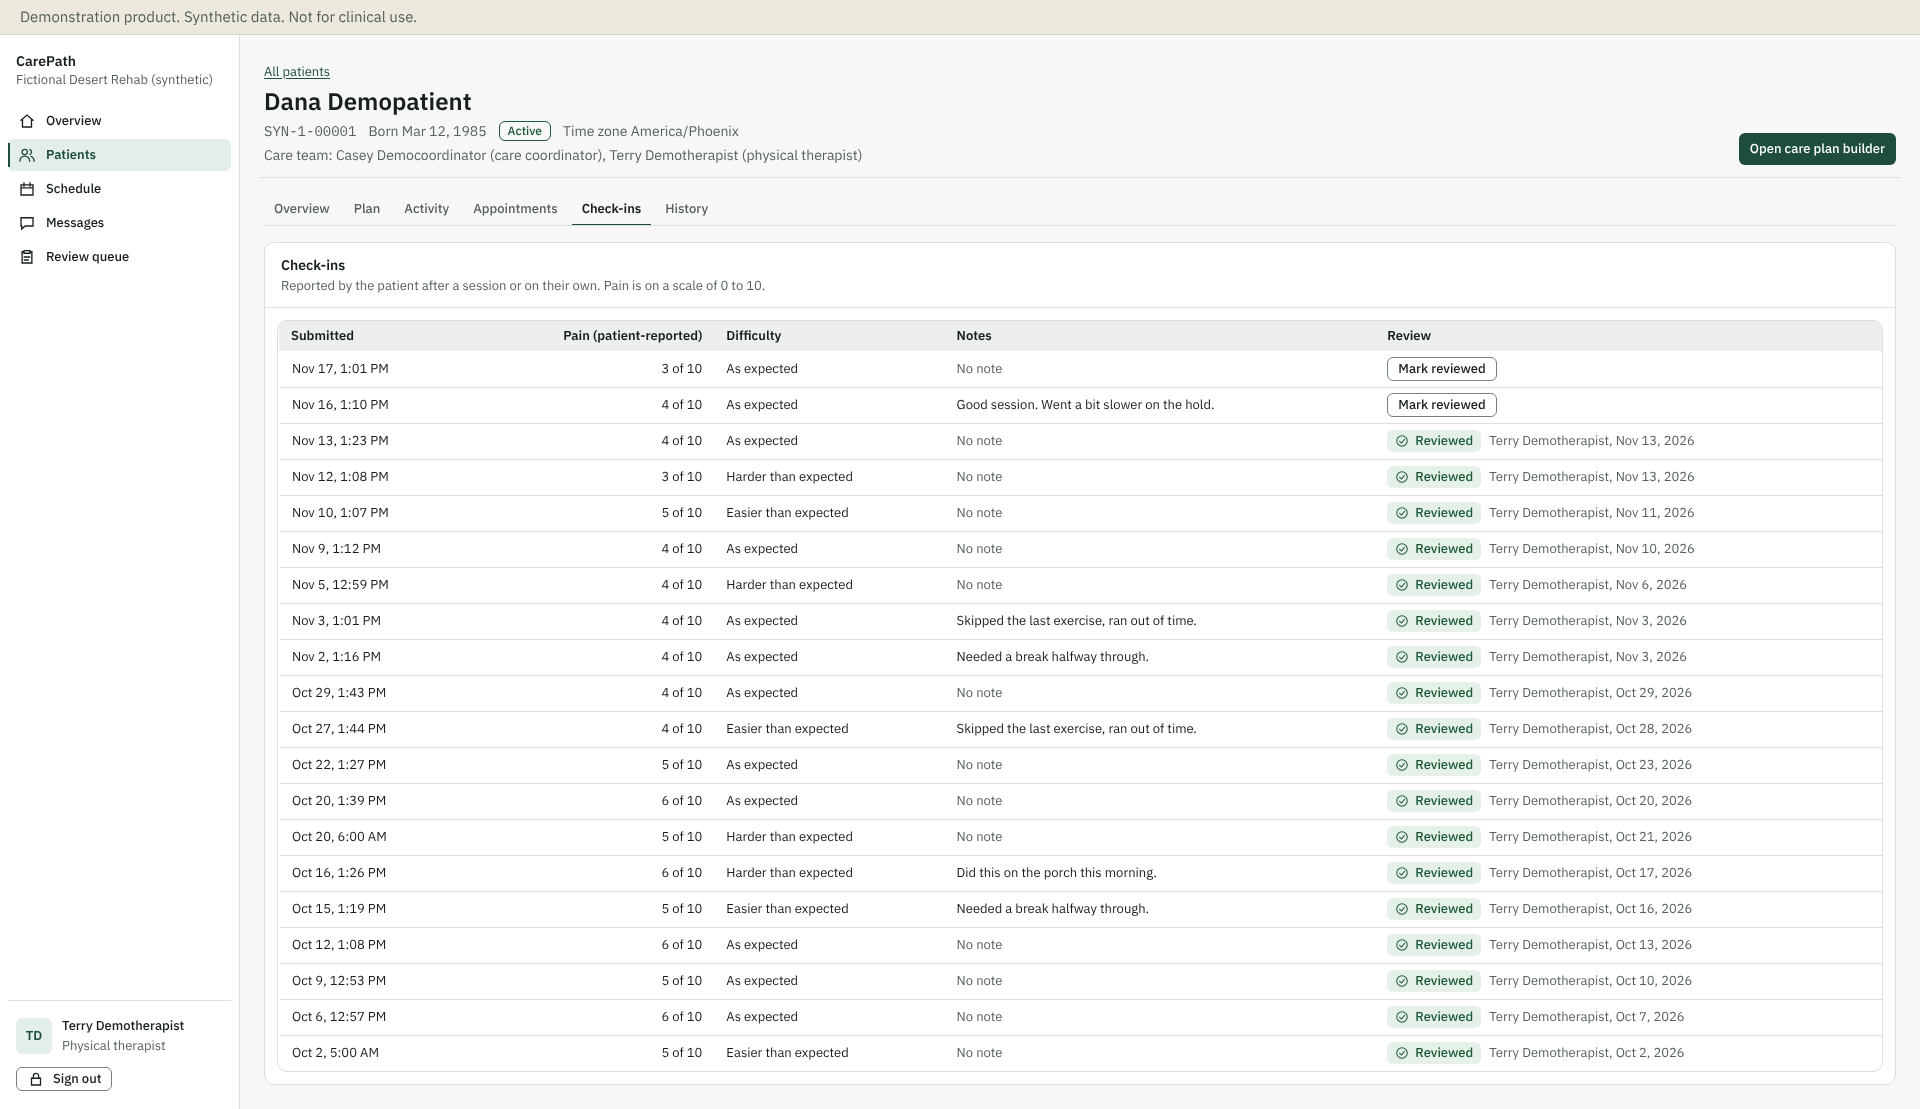 Demonstration product. Synthetic data. Not for clinical use.
CarePath
Fictional Desert Rehab (synthetic)
Overview
Patients
Schedule
Messages
Review queue
All patients
Dana Demopatient
SYN-1-00001 Born Mar 12, 1985 Active Time zone America/Phoenix
Care team: Casey Democoordinator (care coordinator), Terry Demotherapist (physical therapist)
Open care plan builder
Overview Plan Activity Appointments Check-ins History
Check-ins
Reported by the patient after a session or on their own. Pain is on a scale of 0 to 10.
Submitted Pain (patient-reported) Difficulty Notes Review
Nov 17, 1:01 PM 3 of 10 As expected No note Mark reviewed
Nov 16, 1:10 PM 4 of 10 As expected Good session. Went a bit slower on the hold. Mark reviewed
Nov 13, 1:23 PM 4 of 10 As expected No note Reviewed Terry Demotherapist, Nov 13, 2026
Nov 12, 1:08 PM 3 of 10 Harder than expected No note Reviewed Terry Demotherapist, Nov 13, 2026
Nov 10, 1:07 PM 5 of 10 Easier than expected No note Reviewed Terry Demotherapist, Nov 11, 2026
Nov 9, 1:12 PM 4 of 10 As expected No note Reviewed Terry Demotherapist, Nov 10, 2026
Nov 5, 12:59 PM 4 of 10 Harder than expected No note Reviewed Terry Demotherapist, Nov 6, 2026
Nov 3, 1:01 PM 4 of 10 As expected Skipped the last exercise, ran out of time. Reviewed Terry Demotherapist, Nov 3, 2026
Nov 2, 1:16 PM 4 of 10 As expected Needed a break halfway through. Reviewed Terry Demotherapist, Nov 3, 2026
Oct 29, 1:43 PM 4 of 10 As expected No note Reviewed Terry Demotherapist, Oct 29, 2026
Oct 27, 1:44 PM 4 of 10 Easier than expected Skipped the last exercise, ran out of time. Reviewed Terry Demotherapist, Oct 28, 2026
Oct 22, 1:27 PM 5 of 10 As expected No note Reviewed Terry Demotherapist, Oct 23, 2026
Oct 20, 1:39 PM 6 of 10 As expected No note Reviewed Terry Demotherapist, Oct 20, 2026
Oct 20, 6:00 AM 5 of 10 Harder than expected No note Reviewed Terry Demotherapist, Oct 21, 2026
Oct 16, 1:26 PM 6 of 10 Harder than expected Did this on the porch this morning. Reviewed Terry Demotherapist, Oct 17, 2026
Oct 15, 1:19 PM 5 of 10 Easier than expected Needed a break halfway through. Reviewed Terry Demotherapist, Oct 16, 2026
Oct 12, 1:08 PM 6 of 10 As expected No note Reviewed Terry Demotherapist, Oct 13, 2026
Oct 9, 12:53 PM 5 of 10 As expected No note Reviewed Terry Demotherapist, Oct 10, 2026
Oct 6, 12:57 PM 6 of 10 As expected No note Reviewed Terry Demotherapist, Oct 7, 2026
Oct 2, 5:00 AM 5 of 10 Easier than expected No note Reviewed Terry Demotherapist, Oct 2, 2026
TD
Terry Demotherapist
Physical therapist
Sign out